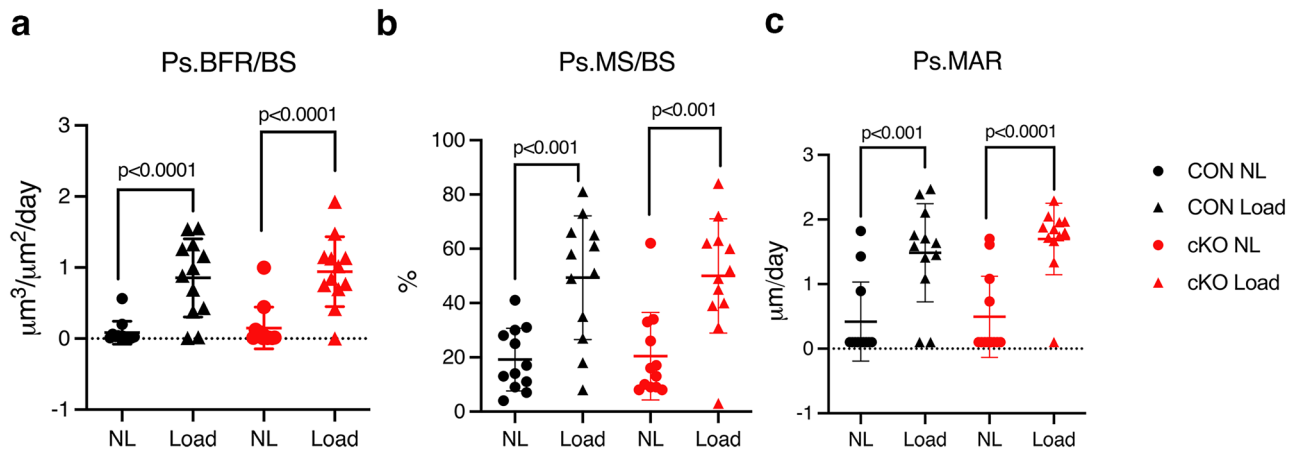 a
Ps.BFR/BS
μm³/μm²/day
3
2
1
0
-1
p<0.0001
p<0.0001
NL
Load
NL
Load
b
Ps.MS/BS
%
100
80
60
40
20
0
p<0.001
p<0.001
NL
Load
NL
Load
c
Ps.MAR
μm/day
3
2
1
0
-1
p<0.001
p<0.0001
NL
Load
NL
Load
CON NL
CON Load
cKO NL
cKO Load